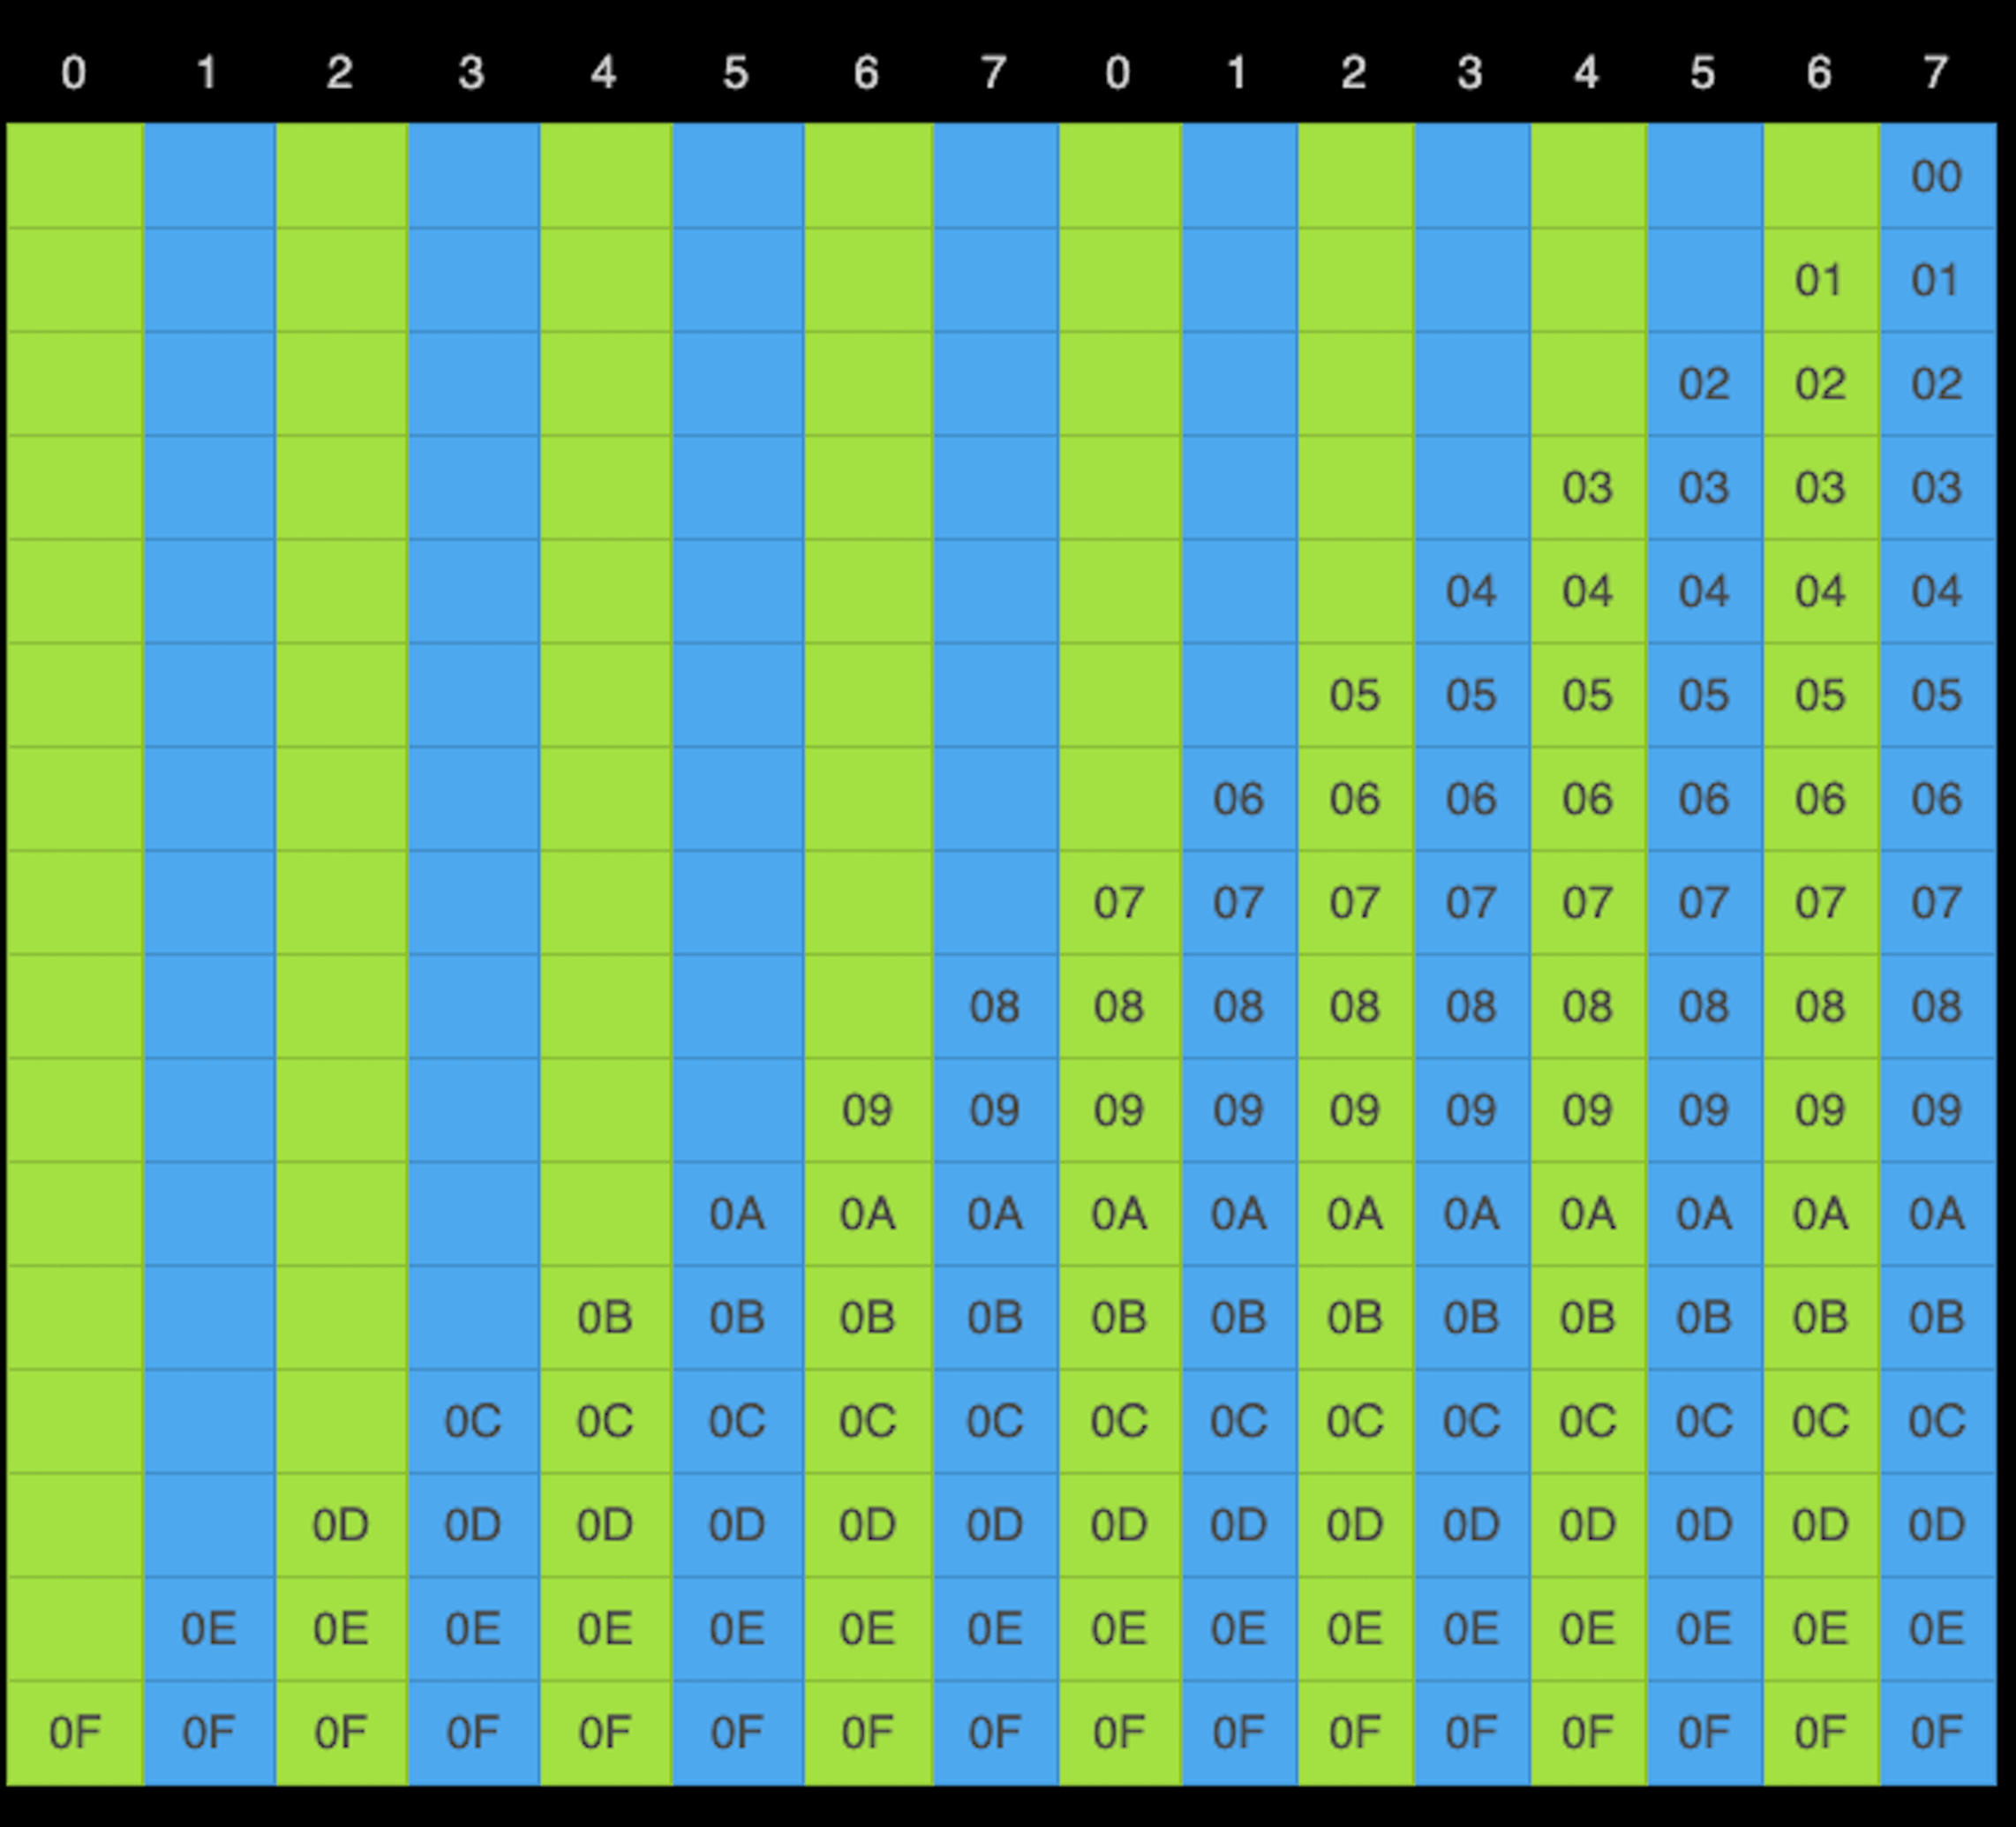 0 1 2 3 4 5 6 7 0 1 2 3 4 5 6 7
00
01 01
02 02 02
03 03 03 03
04 04 04 04 04
05 05 05 05 05 05
06 06 06 06 06 06 06
07 07 07 07 07 07 07 07
08 08 08 08 08 08 08 08 08
09 09 09 09 09 09 09 09 09 09
0A 0A 0A 0A 0A 0A 0A 0A 0A 0A 0A
0B 0B 0B 0B 0B 0B 0B 0B 0B 0B 0B 0B
0C 0C 0C 0C 0C 0C 0C 0C 0C 0C 0C 0C 0C
0D 0D 0D 0D 0D 0D 0D 0D 0D 0D 0D 0D 0D 0D
0E 0E 0E 0E 0E 0E 0E 0E 0E 0E 0E 0E 0E 0E 0E
0F 0F 0F 0F 0F 0F 0F 0F 0F 0F 0F 0F 0F 0F 0F 0F